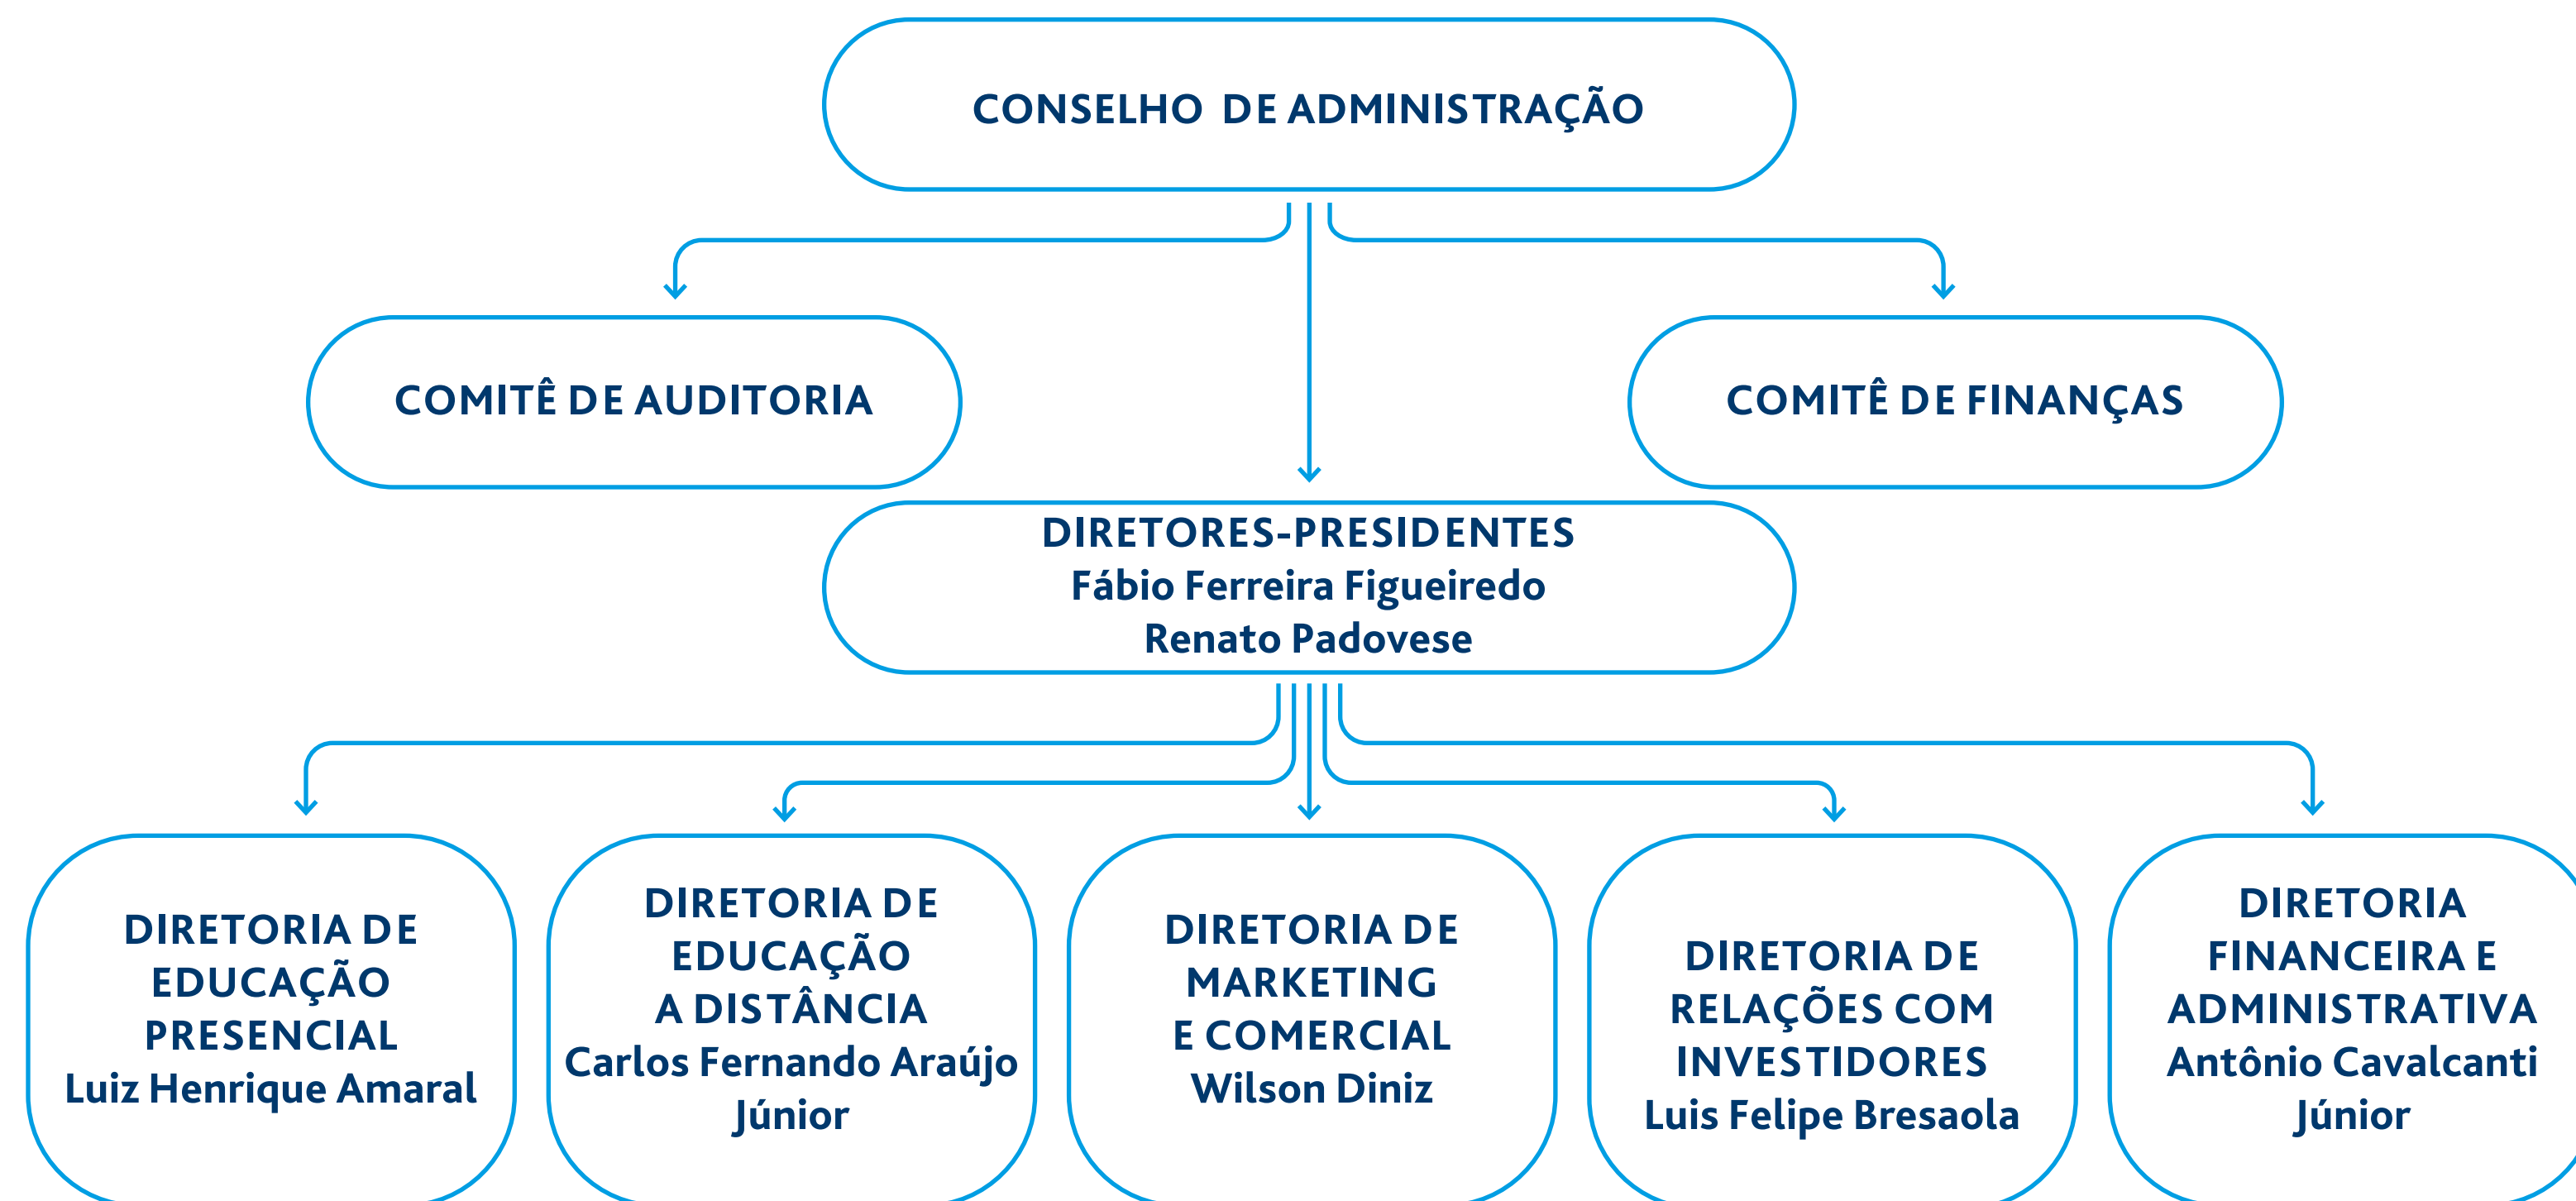 CONSELHO DE ADMINISTRAÇÃO
COMITÊ DE AUDITORIA
COMITÊ DE FINANÇAS
DIRETORES-PRESIDENTES
Fábio Ferreira Figueiredo
Renato Padovese
DIRETORIA DE
EDUCAÇÃO
PRESENCIAL
Luiz Henrique Amaral
DIRETORIA DE
EDUCAÇÃO
A DISTÂNCIA
Carlos Fernando Araújo
Júnior
DIRETORIA DE
MARKETING
E COMERCIAL
Wilson Diniz
DIRETORIA DE
RELAÇÕES COM
INVESTIDORES
Luis Felipe Bresaola
DIRETORIA
FINANCEIRA E
ADMINISTRATIVA
Antônio Cavalcanti
Júnior